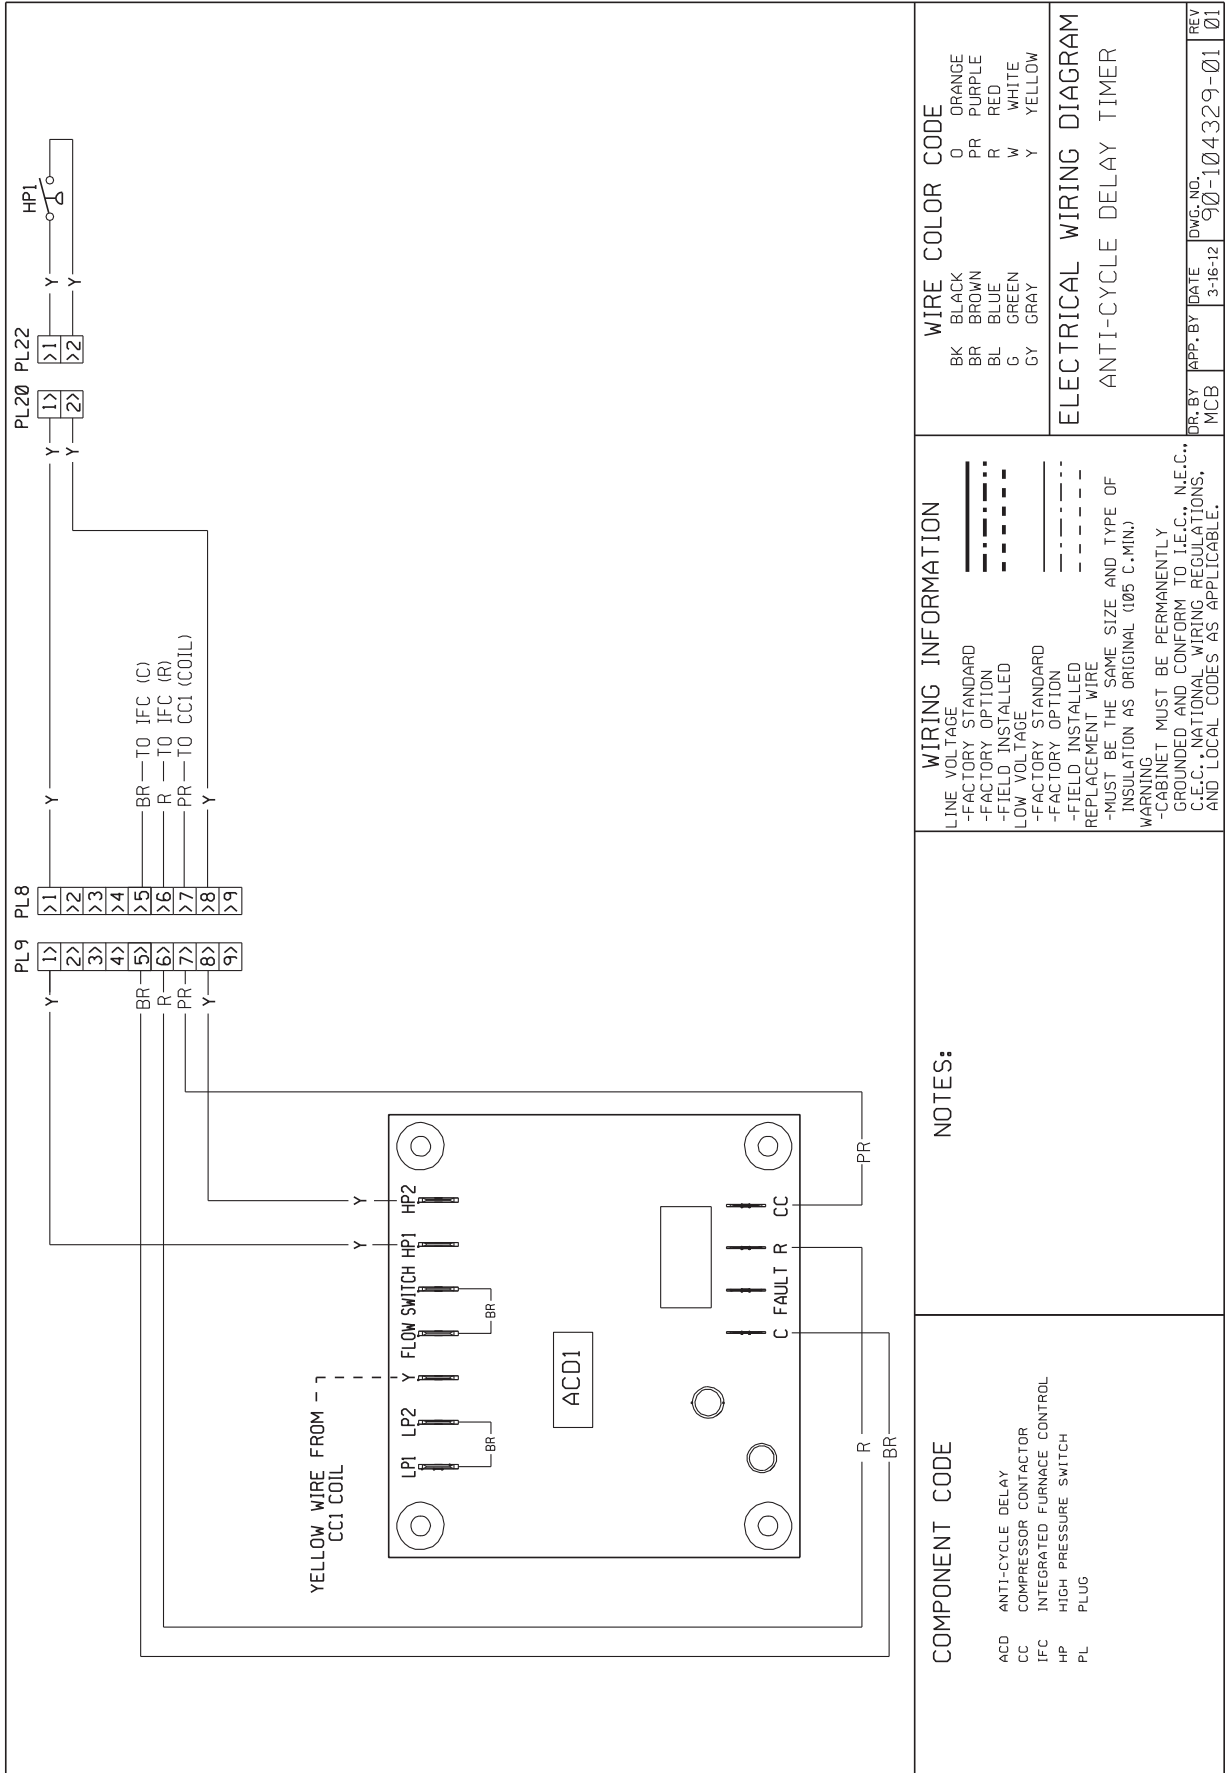 PL9 PL8 PL20 PL22 HP1
1> >1 1> >1
2> >2 2> >2
3> >3
4> >4
5> >5
6> >6
7> >7
8> >8
9> >9
Y Y Y Y
Y Y
BR BR TO IFC (C)
R R TO IFC (R)
PR PR TO CC1 (COIL)
Y Y
YELLOW WIRE FROM
CC1 COIL
Y Y
LP1 LP2 Y FLOW SWITCH HP1 HP2
BR BR
ACD1
C FAULT R CC
PR
R
BR
COMPONENT CODE
ACD ANTI-CYCLE DELAY
CC COMPRESSOR CONTACTOR
IFC INTEGRATED FURNACE CONTROL
HP HIGH PRESSURE SWITCH
PL PLUG
NOTES:
WIRING INFORMATION
LINE VOLTAGE
-FACTORY STANDARD
-FACTORY OPTION
-FIELD INSTALLED
LOW VOLTAGE
-FACTORY STANDARD
-FACTORY OPTION
-FIELD INSTALLED
REPLACEMENT WIRE
-MUST BE THE SAME SIZE AND TYPE OF
INSULATION AS ORIGINAL (105 C.MIN.)
WARNING
-CABINET MUST BE PERMANENTLY
GROUNDED AND CONFORM TO I.E.C., N.E.C.,
C.E.C., NATIONAL WIRING REGULATIONS,
AND LOCAL CODES AS APPLICABLE.
WIRE COLOR CODE
BK BLACK O ORANGE
BR BROWN PR PURPLE
BL BLUE R RED
G GREEN W WHITE
GY GRAY Y YELLOW
ELECTRICAL WIRING DIAGRAM
ANTI-CYCLE DELAY TIMER
DR. BY APP. BY DATE DWG. NO. REV
MCB 3-16-12 90-104329-01 01